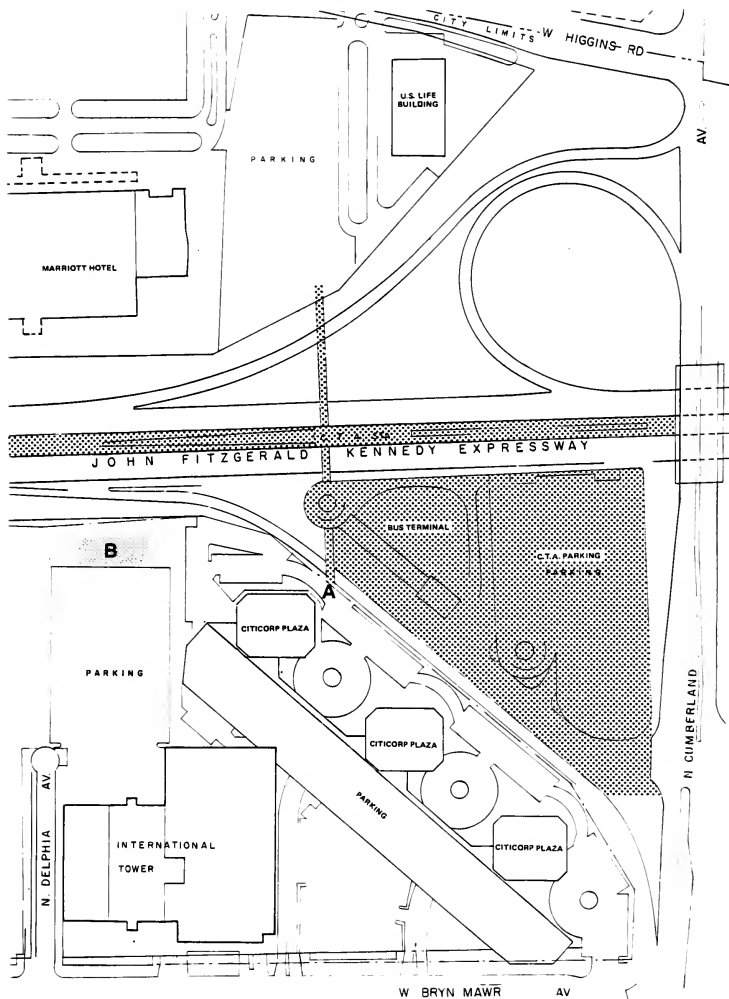 CITY LIMITS
W HIGGINS RD
U.S. LIFE
BUILDING
AV.
PARKING
MARRIOTT HOTEL
JOHN FITZGERALD KENNEDY EXPRESSWAY
BUS TERMINAL
B
C.T.A. PARKING
PARKING
A
CITICORP PLAZA
PARKING
N CUMBERLAND
CITICORP PLAZA
N. DELPHIA AV.
PARKING
INTERNATIONAL
TOWER
CITICORP PLAZA
W BRYN MAWR AV